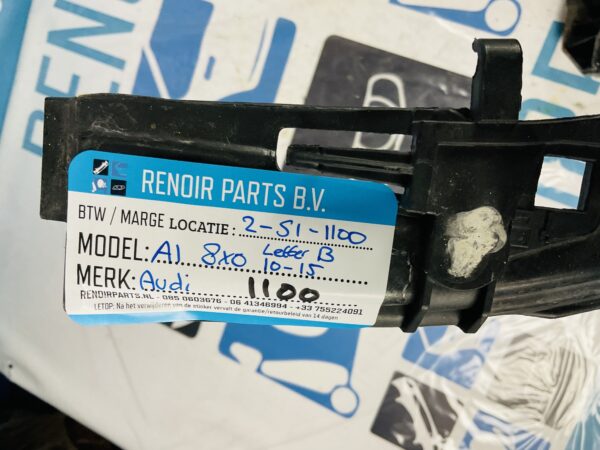 RENOIR PARTS B.V.
BTW / MARGE LOCATIE: 2-S1-1100
MODEL: A1 8x0 Letter B 10-15
MERK: Audi 1100
RENOIRPARTS.NL - 085 0603676 - 06 41346994 - +33 755224091
LETOP: Na het verwijderen van de sticker vervalt de garantie/retourbeleid van 14 dagen